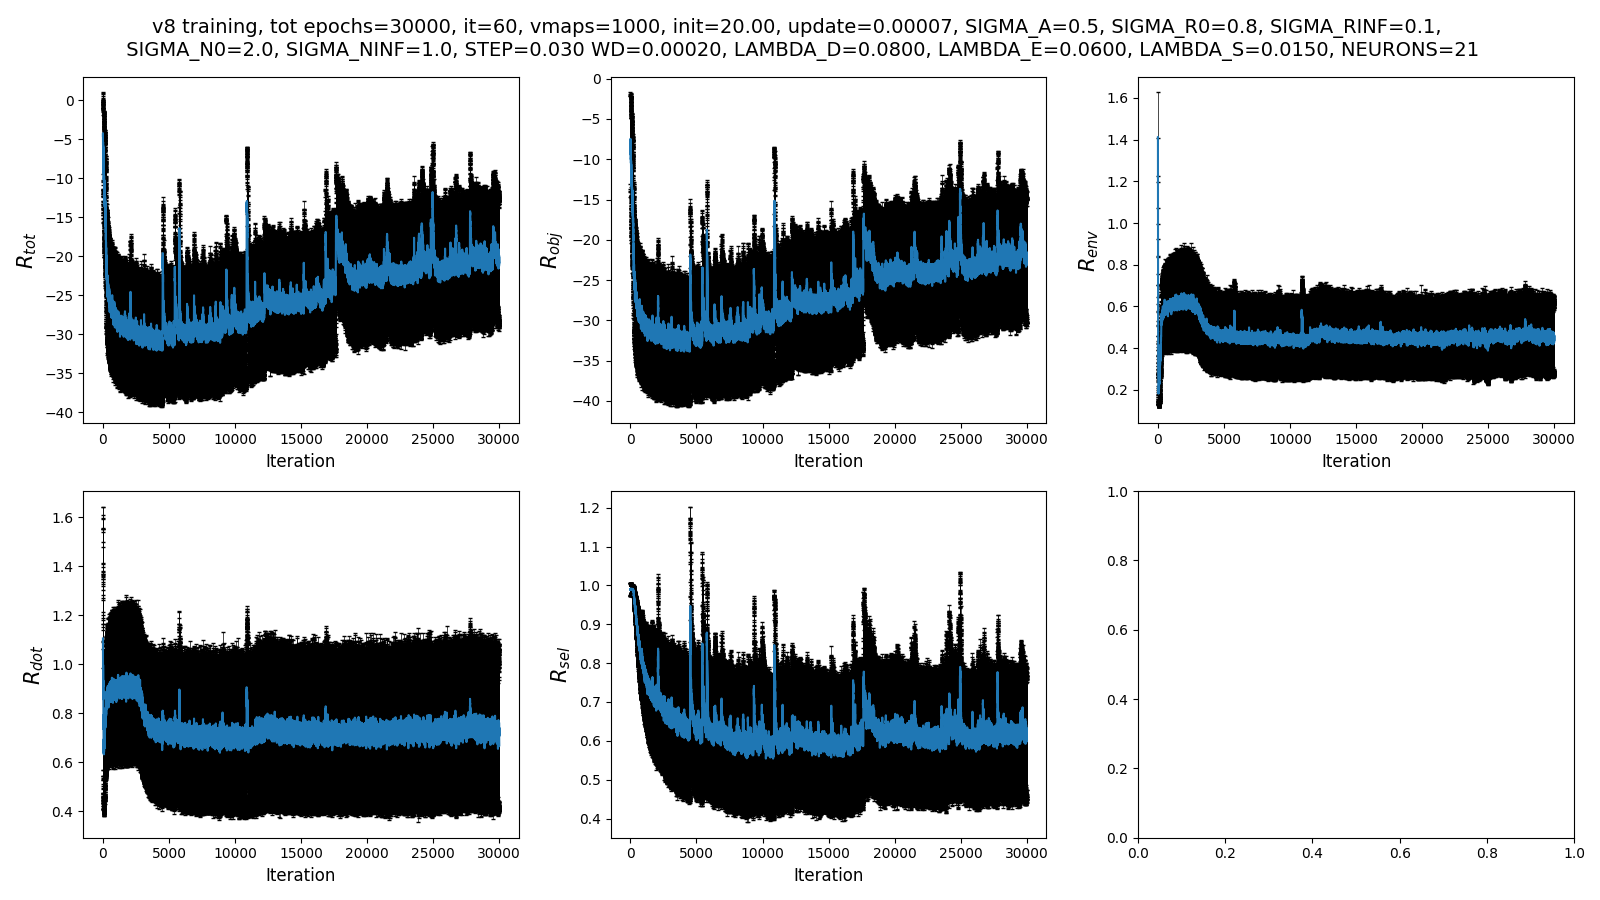 v8 training, tot epochs=30000, it=60, vmaps=1000, init=20.00, update=0.00007, SIGMA_A=0.5, SIGMA_R0=0.8, SIGMA_RINF=0.1,
SIGMA_N0=2.0, SIGMA_NINF=1.0, STEP=0.030 WD=0.00020, LAMBDA_D=0.0800, LAMBDA_E=0.0600, LAMBDA_S=0.0150, NEURONS=21
R_tot
0
−5
−10
−15
−20
−25
−30
−35
−40
0 5000 10000 15000 20000 25000 30000
Iteration
R_obj
0
−5
−10
−15
−20
−25
−30
−35
−40
0 5000 10000 15000 20000 25000 30000
Iteration
R_env
1.6
1.4
1.2
1.0
0.8
0.6
0.4
0.2
0 5000 10000 15000 20000 25000 30000
Iteration
R_dot
1.6
1.4
1.2
1.0
0.8
0.6
0.4
0 5000 10000 15000 20000 25000 30000
Iteration
R_sel
1.2
1.1
1.0
0.9
0.8
0.7
0.6
0.5
0.4
0 5000 10000 15000 20000 25000 30000
Iteration
1.0
0.8
0.6
0.4
0.2
0.0
0.0 0.2 0.4 0.6 0.8 1.0